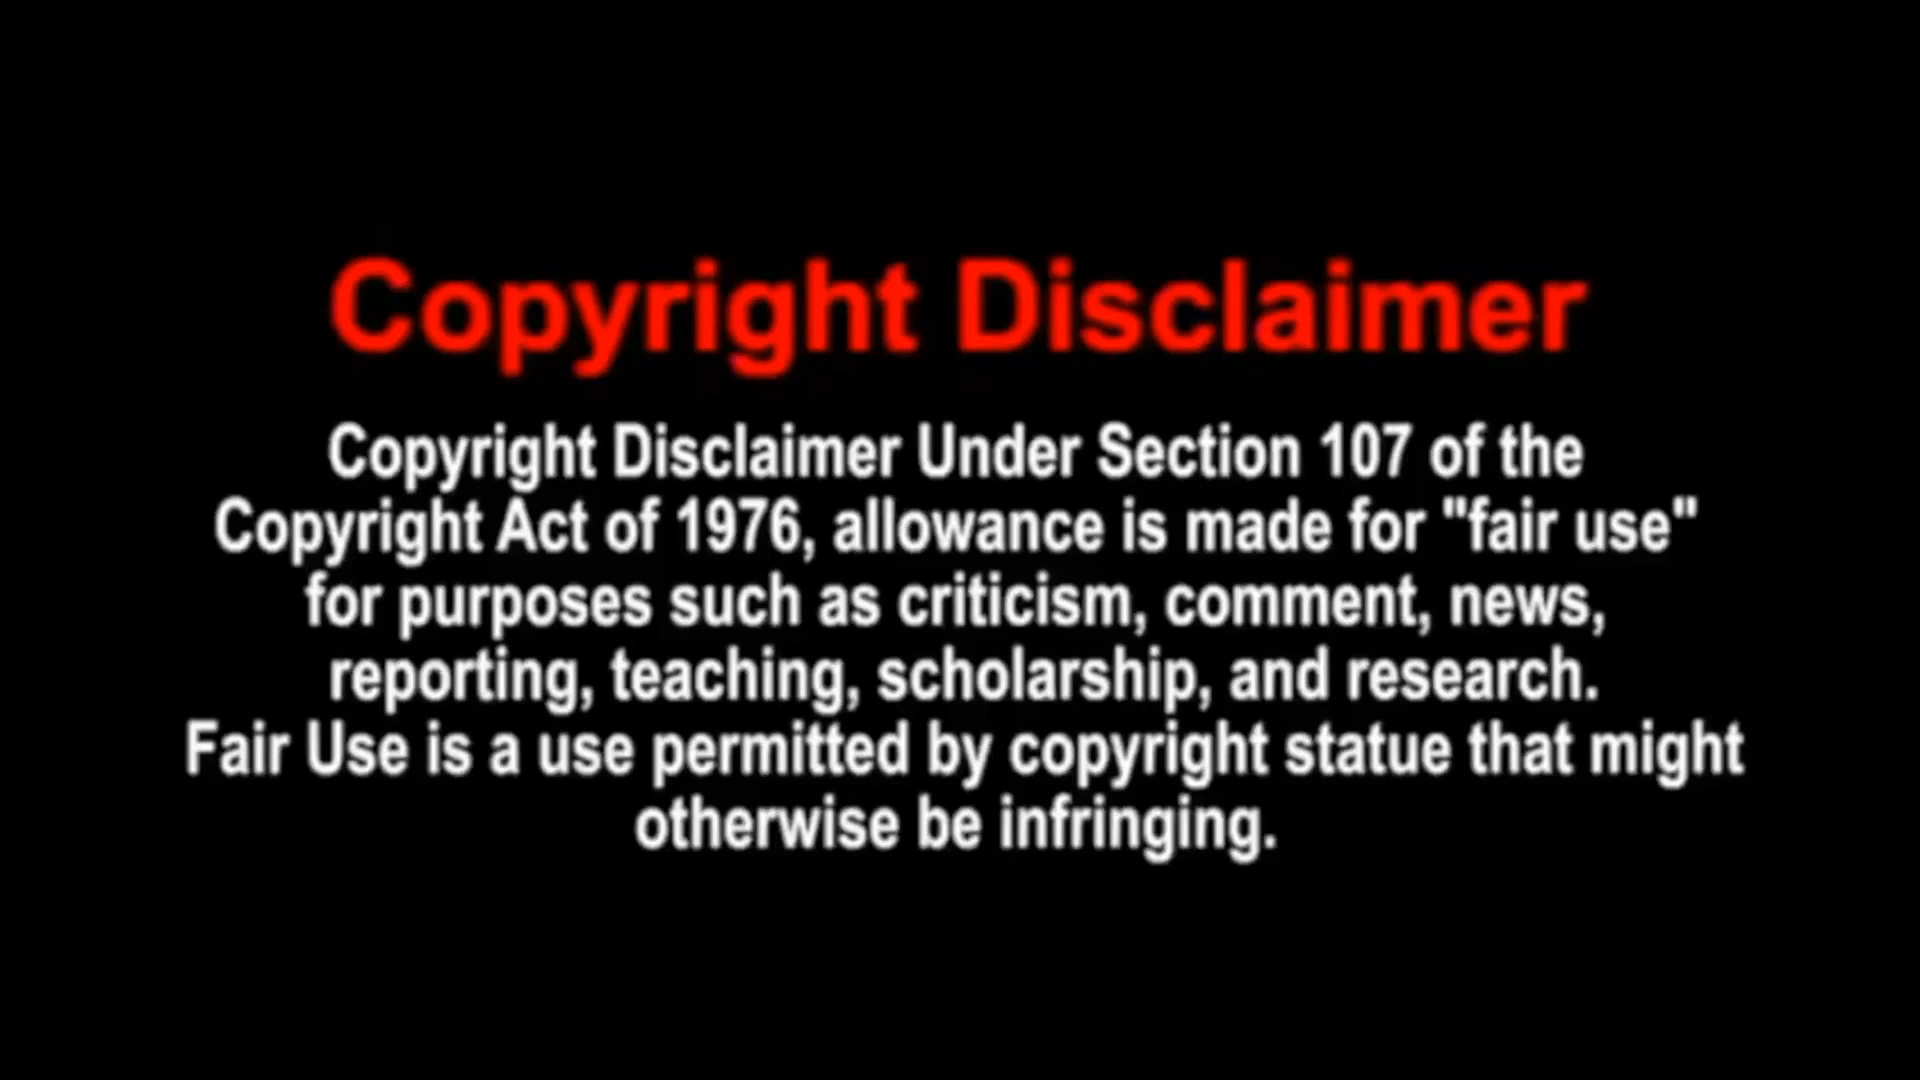 Copyright Disclaimer
Copyright Disclaimer Under Section 107 of the
Copyright Act of 1976, allowance is made for "fair use"
for purposes such as criticism, comment, news,
reporting, teaching, scholarship, and research.
Fair Use is a use permitted by copyright statue that might
otherwise be infringing.